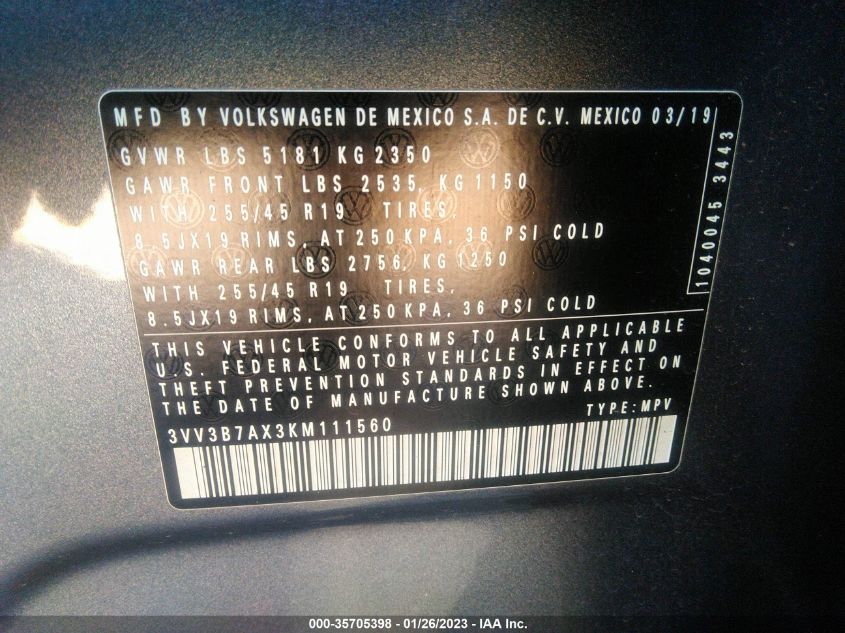 MFD BY VOLKSWAGEN DE MEXICO S.A. DE C.V. MEXICO 03/19
GVWR LBS 5181 KG 2350
GAWR FRONT LBS 2535, KG 1150
WITH 255/45 R19 TIRES,
8.5JX19 RIMS, AT 250 KPA, 36 PSI COLD
GAWR REAR LBS 2756, KG 1250
WITH 255/45 R19 TIRES,
8.5JX19 RIMS, AT 250 KPA, 36 PSI COLD
1040045 3443
THIS VEHICLE CONFORMS TO ALL APPLICABLE
U.S. FEDERAL MOTOR VEHICLE SAFETY AND
THEFT PREVENTION STANDARDS IN EFFECT ON
THE DATE OF MANUFACTURE SHOWN ABOVE.
TYPE: MPV
3VV3B7AX3KM111560
000-35705398 - 01/26/2023 - IAA Inc.